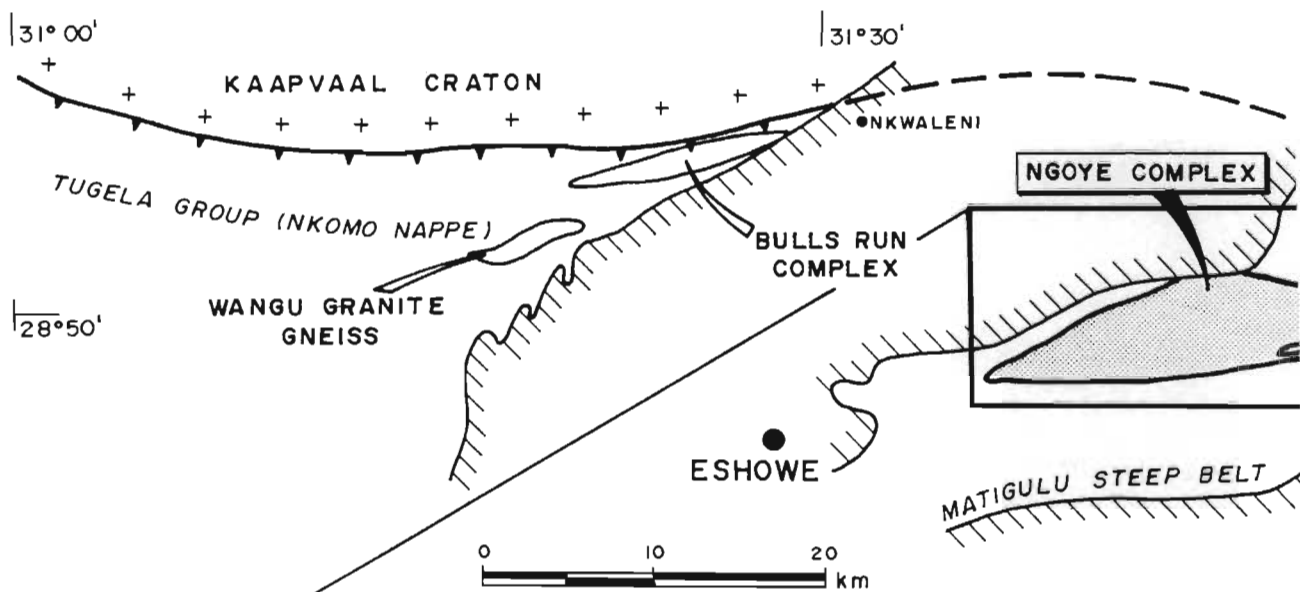 31°00'
31°30'
KAAPVAAL CRATON
NKWALENI
NGOYE COMPLEX
TUGELA GROUP (NKOMO NAPPE)
BULLS RUN
COMPLEX
WANGU GRANITE
GNEISS
28°50'
ESHOWE
MATIGULU STEEP BELT
0 10 20
km